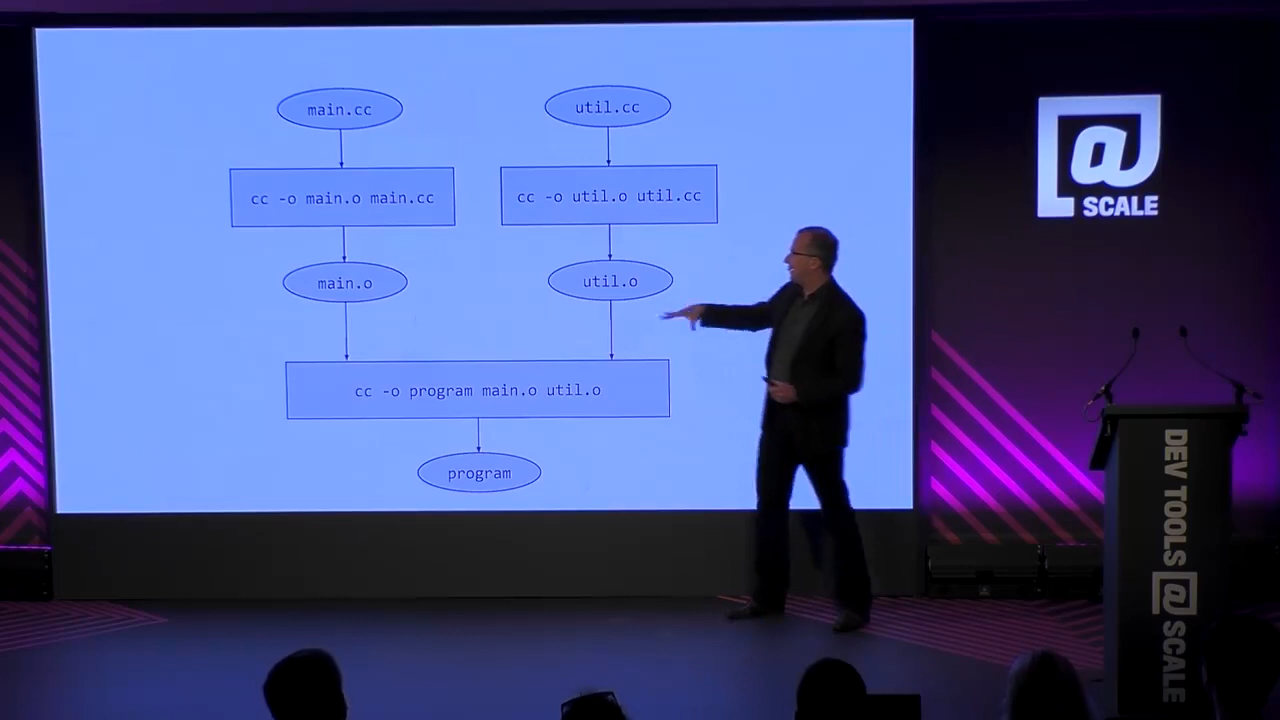 main.cc
util.cc
cc -o main.o main.cc
cc -o util.o util.cc
main.o
util.o
cc -o program main.o util.o
program
@
SCALE
DEV TOOLS @ SCALE